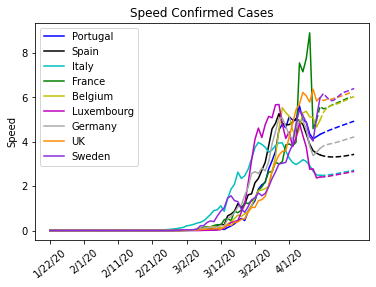 Speed Confirmed Cases
Portugal
Spain
Italy
France
Belgium
Luxembourg
Germany
UK
Sweden
Speed
8
6
4
2
0
1/22/20
2/1/20
2/11/20
2/21/20
3/2/20
3/12/20
3/22/20
4/1/20